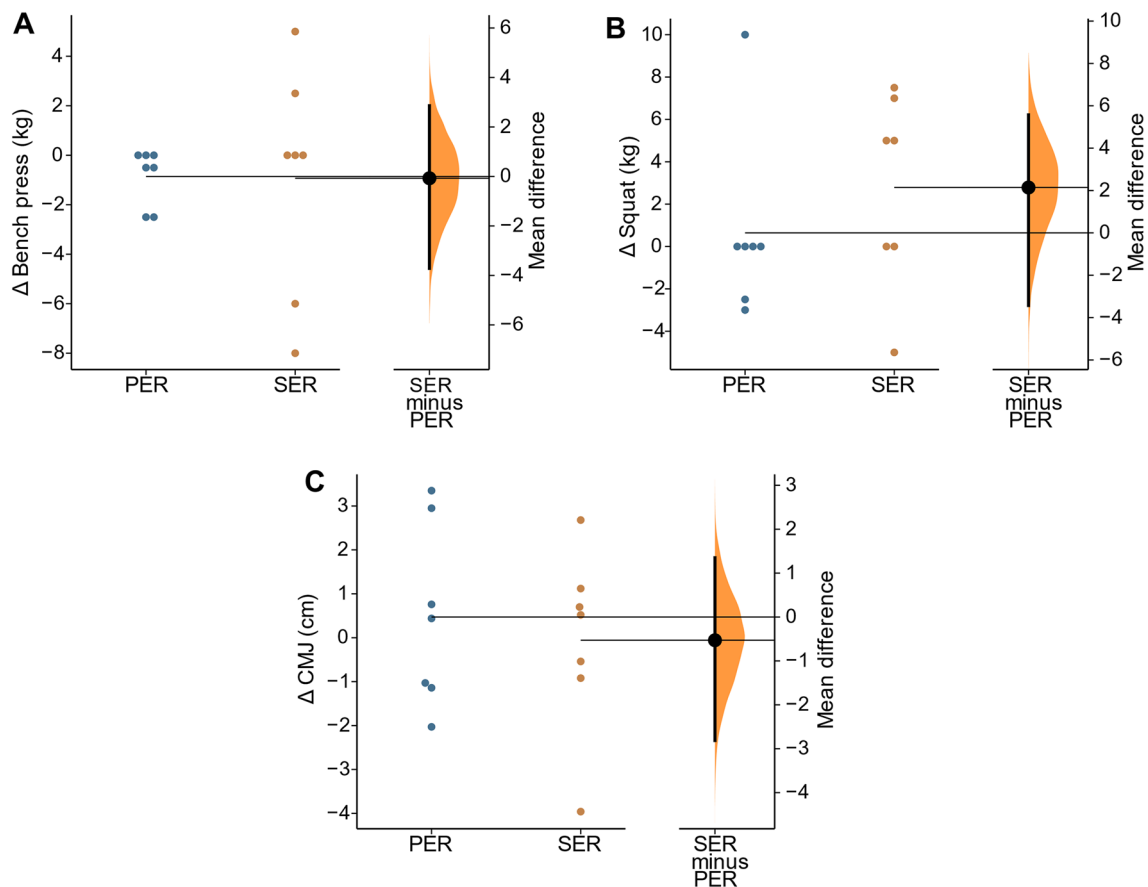 A
Δ Bench press (kg)
4
2
0
−2
−4
−6
−8
PER
SER
SER
minus
PER
6
4
2
0
−2
−4
−6
Mean difference
B
Δ Squat (kg)
10
8
6
4
2
0
−2
−4
PER
SER
SER
minus
PER
10
8
6
4
2
0
−2
−4
−6
Mean difference
C
Δ CMJ (cm)
3
2
1
0
−1
−2
−3
−4
PER
SER
SER
minus
PER
3
2
1
0
−1
−2
−3
−4
Mean difference